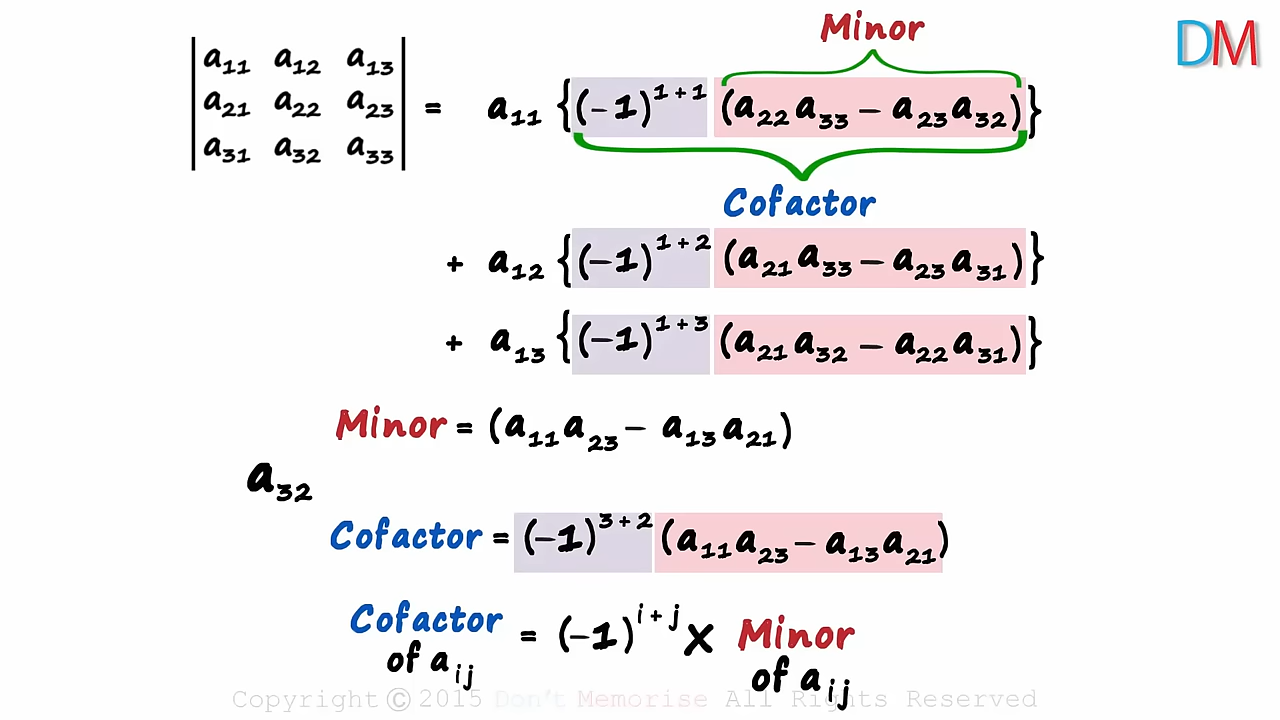 DM
Minor
| a₁₁ a₁₂ a₁₃ |
| a₂₁ a₂₂ a₂₃ | = a₁₁ {(−1)¹⁺¹ (a₂₂a₃₃ − a₂₃a₃₂)}
| a₃₁ a₃₂ a₃₃ |
Cofactor
+ a₁₂ {(−1)¹⁺² (a₂₁a₃₃ − a₂₃a₃₁)}
+ a₁₃ {(−1)¹⁺³ (a₂₁a₃₂ − a₂₂a₃₁)}
Minor = (a₁₁a₂₃ − a₁₃a₂₁)
a₃₂
Cofactor = (−1)³⁺² (a₁₁a₂₃ − a₁₃a₂₁)
Cofactor of aᵢⱼ = (−1)ⁱ⁺ʲ X Minor of aᵢⱼ
Copyright © 2015 Don't Memorise All Rights Reserved